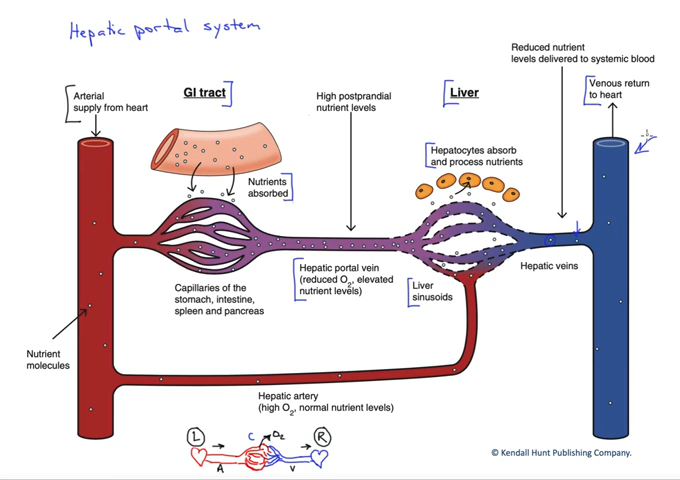 Hepatic portal system
Reduced nutrient
levels delivered to systemic blood
Arterial
supply from heart
GI tract
High postprandial
nutrient levels
Liver
Venous return
to heart
Hepatocytes absorb
and process nutrients
Nutrients
absorbed
Capillaries of the
stomach, intestine,
spleen and pancreas
Hepatic portal vein
(reduced O2, elevated
nutrient levels)
Liver
sinusoids
Hepatic veins
Nutrient
molecules
Hepatic artery
(high O2, normal nutrient levels)
L
C
O2
R
A
V
© Kendall Hunt Publishing Company.